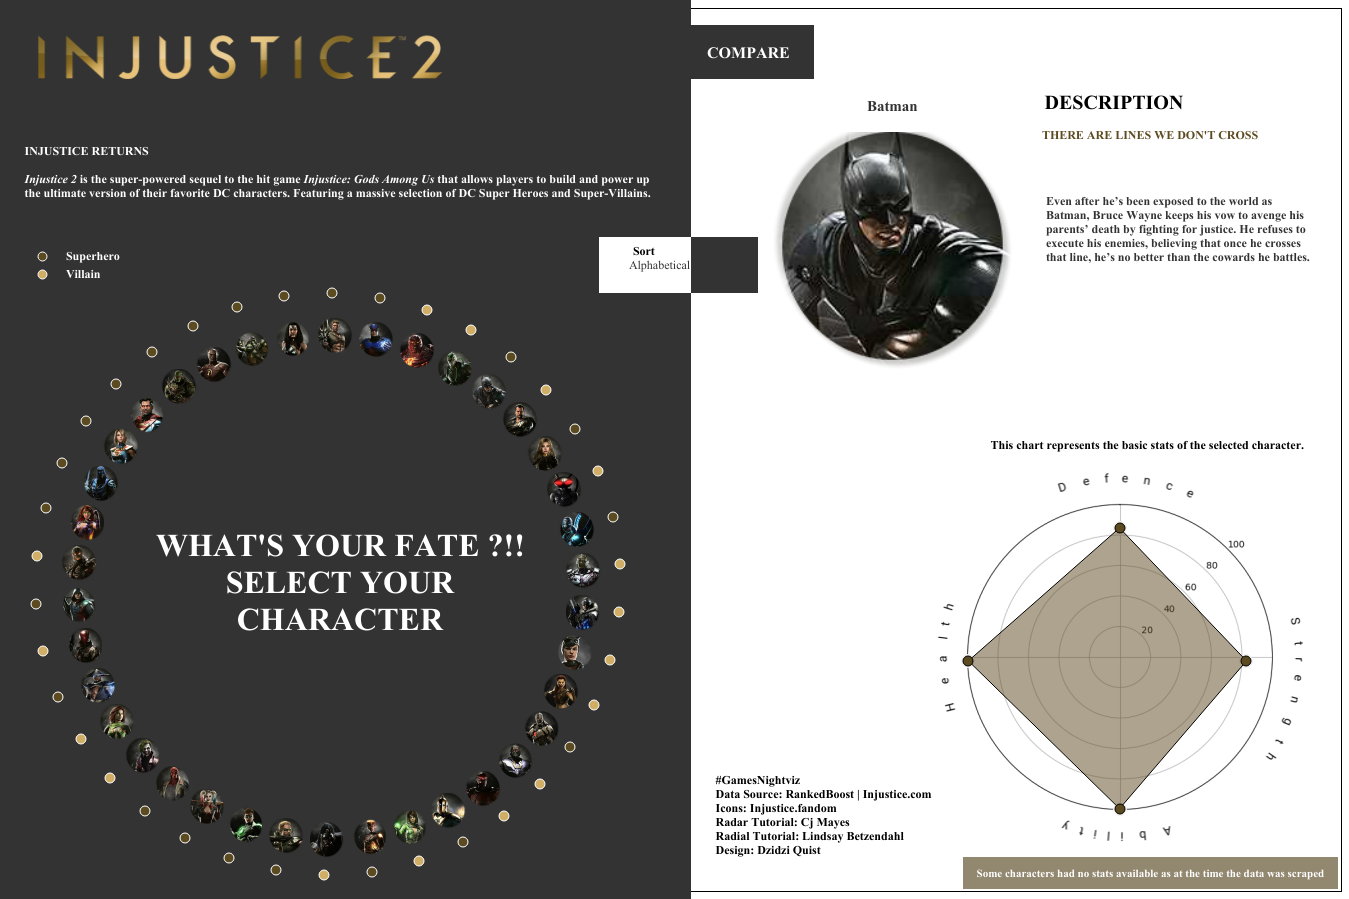 INJUSTICE2™
INJUSTICE RETURNS
Injustice 2 is the super-powered sequel to the hit game Injustice: Gods Among Us that allows players to build and power up
the ultimate version of their favorite DC characters. Featuring a massive selection of DC Super Heroes and Super-Villains.
Superhero
Villain
Sort
Alphabetical
WHAT'S YOUR FATE ?!!
SELECT YOUR
CHARACTER
COMPARE
Batman
DESCRIPTION
THERE ARE LINES WE DON'T CROSS
Even after he’s been exposed to the world as
Batman, Bruce Wayne keeps his vow to avenge his
parents’ death by fighting for justice. He refuses to
execute his enemies, believing that once he crosses
that line, he’s no better than the cowards he battles.
This chart represents the basic stats of the selected character.
Defence
100
80
60
40
20
Health
Strength
Ability
#GamesNightviz
Data Source: RankedBoost | Injustice.com
Icons: Injustice.fandom
Radar Tutorial: Cj Mayes
Radial Tutorial: Lindsay Betzendahl
Design: Dzidzi Quist
Some characters had no stats available as at the time the data was scraped